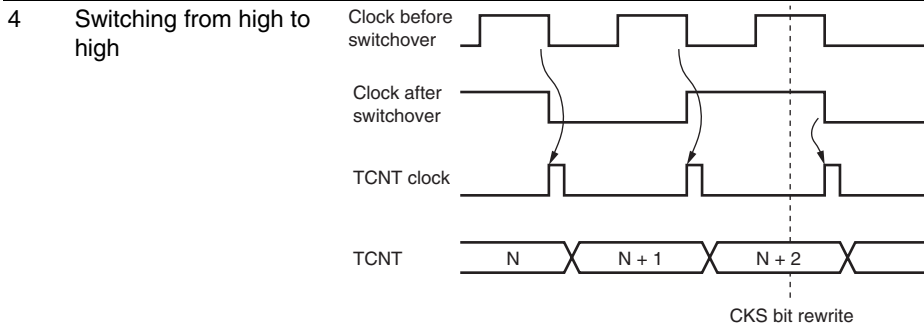 4 Switching from high to
high
Clock before
switchover
Clock after
switchover
TCNT clock
TCNT
N
N + 1
N + 2
CKS bit rewrite